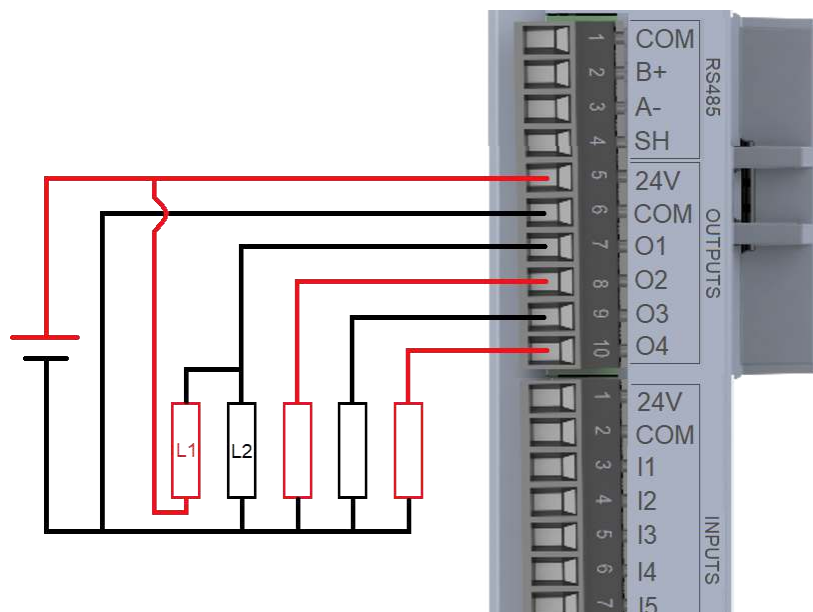 1 COM
2 B+
3 A-
4 SH
RS485
5 24V
6 COM
7 O1
8 O2
9 O3
10 O4
OUTPUTS
L1
L2
1 24V
2 COM
3 I1
4 I2
5 I3
6 I4
7 I5
INPUTS